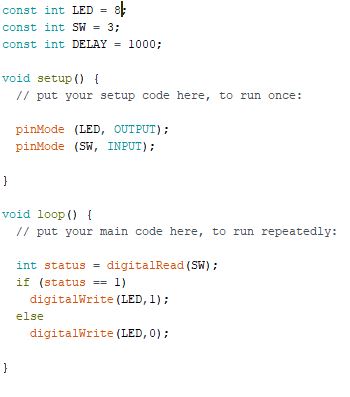 const int LED = 8;
const int SW = 3;
const int DELAY = 1000;
void setup() {
// put your setup code here, to run once:
pinMode (LED, OUTPUT);
pinMode (SW, INPUT);
}
void loop() {
// put your main code here, to run repeatedly:
int status = digitalRead(SW);
if (status == 1)
digitalWrite(LED,1);
else
digitalWrite(LED,0);
}